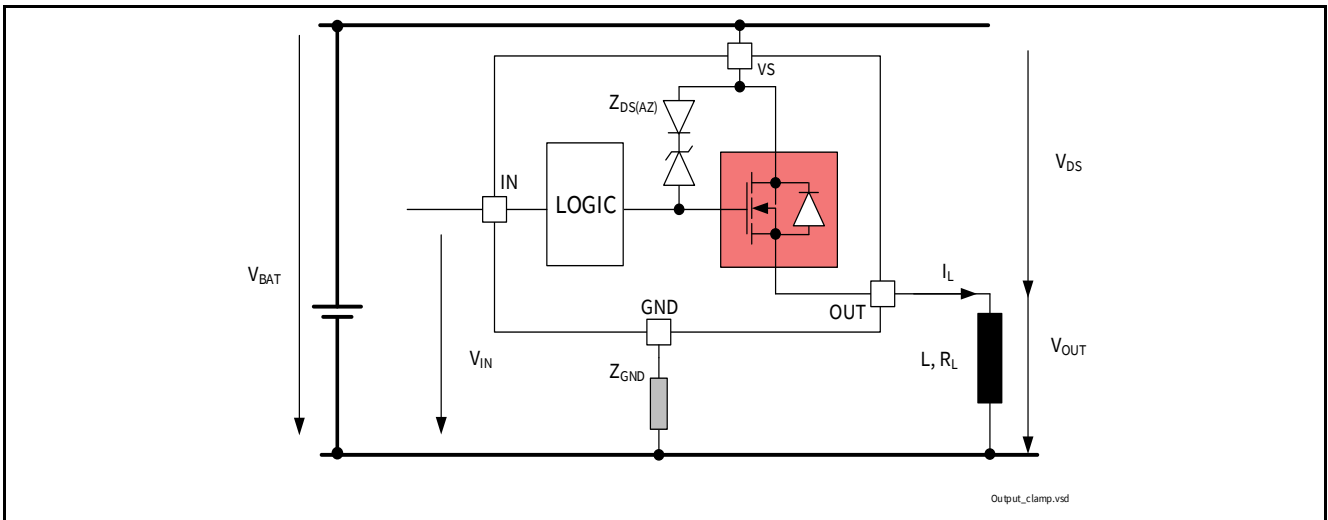 VS
ZDS(AZ)
VDS
IN
LOGIC
VBAT
IL
GND
OUT
VIN
ZGND
L, RL
VOUT
Output_clamp.vsd